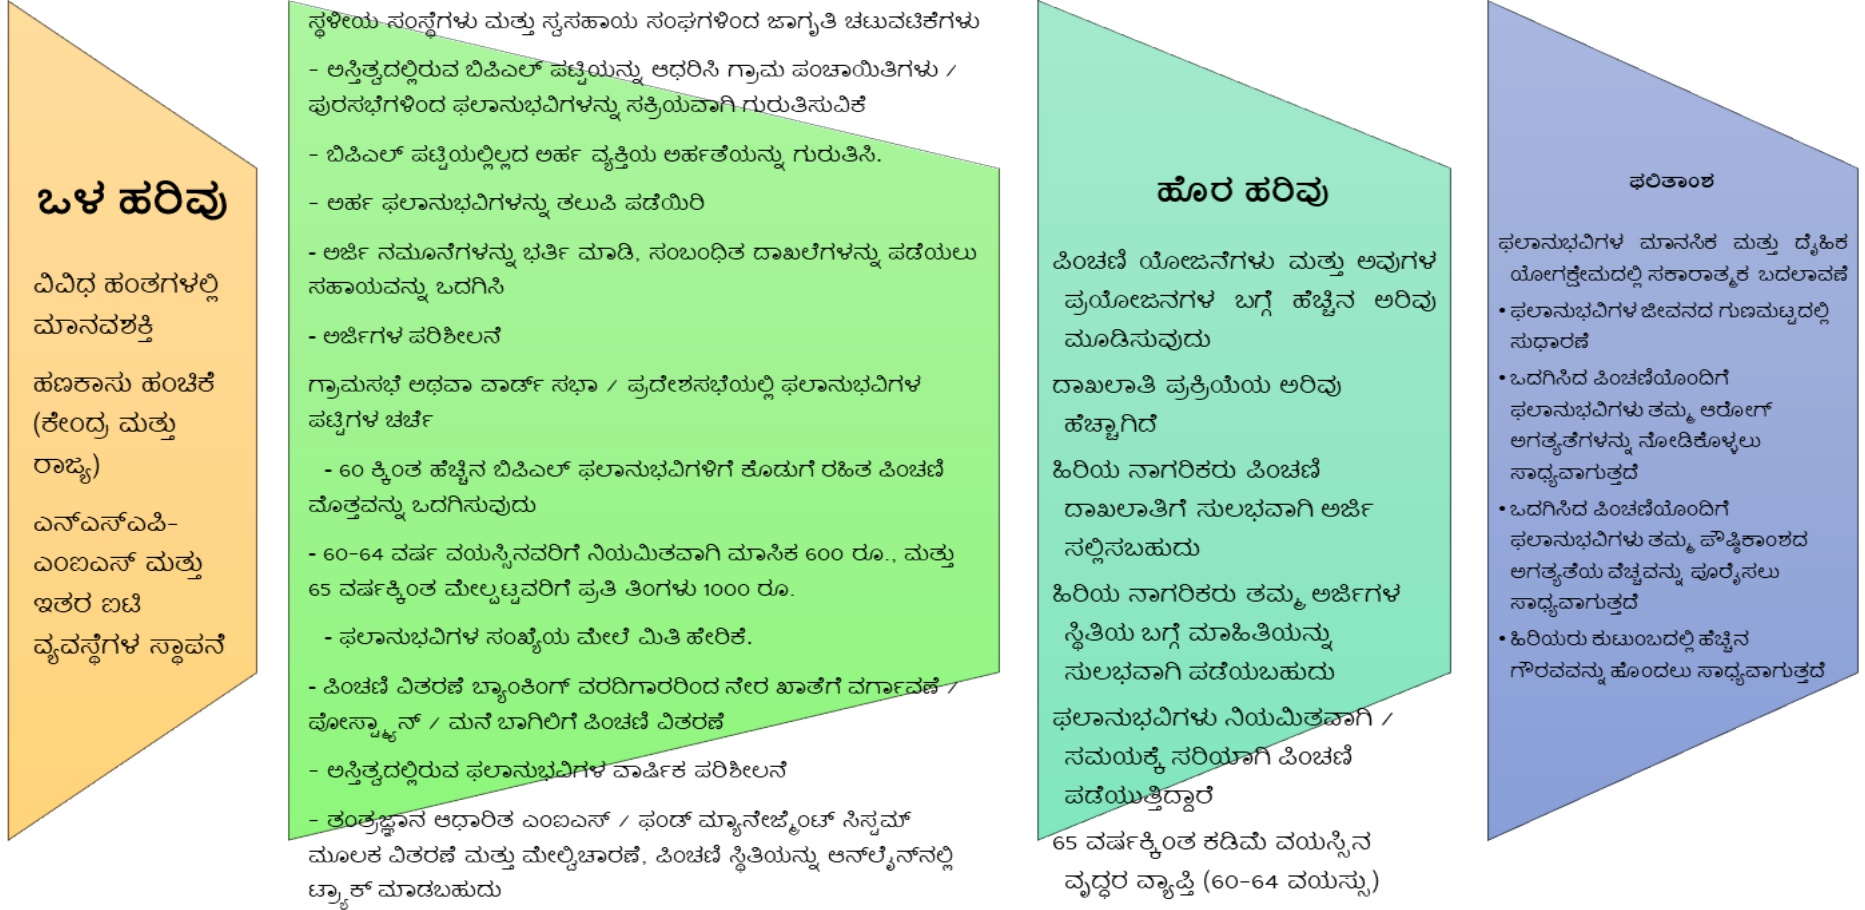 ಒಳ ಹರಿವು
ವಿವಿಧ ಹಂತಗಳಲ್ಲಿ
ಮಾನವಶಕ್ತಿ
ಹಣಕಾಸು ಹಂಚಿಕೆ
(ಕೇಂದ್ರ ಮತ್ತು
ರಾಜ್ಯ)
ಎನ್ಎಸ್ಎಪಿ-
ಎಂಐಎಸ್ ಮತ್ತು
ಇತರ ಐಟಿ
ವ್ಯವಸ್ಥೆಗಳ ಸ್ಥಾಪನೆ
ಸ್ಥಳೀಯ ಸಂಸ್ಥೆಗಳು ಮತ್ತು ಸ್ವಸಹಾಯ ಸಂಘಗಳಿಂದ ಜಾಗೃತಿ ಚಟುವಟಿಕೆಗಳು
- ಅಸ್ತಿತ್ವದಲ್ಲಿರುವ ಬಿಪಿಎಲ್ ಪಟ್ಟಿಯನ್ನು ಆಧರಿಸಿ ಗ್ರಾಮ ಪಂಚಾಯಿತಿಗಳು /
ಪುರಸಭೆಗಳಿಂದ ಫಲಾನುಭವಿಗಳನ್ನು ಸಕ್ರಿಯವಾಗಿ ಗುರುತಿಸುವಿಕೆ
- ಬಿಪಿಎಲ್ ಪಟ್ಟಿಯಲ್ಲಿಲ್ಲದ ಅರ್ಹ ವ್ಯಕ್ತಿಯ ಅರ್ಹತೆಯನ್ನು ಗುರುತಿಸಿ.
- ಅರ್ಹ ಫಲಾನುಭವಿಗಳನ್ನು ತಲುಪಿ ಪಡೆಯಿರಿ
- ಅರ್ಜಿ ನಮೂನೆಗಳನ್ನು ಭರ್ತಿ ಮಾಡಿ, ಸಂಬಂಧಿತ ದಾಖಲೆಗಳನ್ನು ಪಡೆಯಲು
ಸಹಾಯವನ್ನು ಒದಗಿಸಿ
- ಅರ್ಜಿಗಳ ಪರಿಶೀಲನೆ
ಗ್ರಾಮಸಭೆ ಅಥವಾ ವಾರ್ಡ್ ಸಭಾ / ಪ್ರದೇಶಸಭೆಯಲ್ಲಿ ಫಲಾನುಭವಿಗಳ
ಪಟ್ಟಿಗಳ ಚರ್ಚೆ
- 60 ಕ್ಕಿಂತ ಹೆಚ್ಚಿನ ಬಿಪಿಎಲ್ ಫಲಾನುಭವಿಗಳಿಗೆ ಕೊಡುಗೆ ರಹಿತ ಪಿಂಚಣಿ
ಮೊತ್ತವನ್ನು ಒದಗಿಸುವುದು
- 60-64 ವರ್ಷ ವಯಸ್ಸಿನವರಿಗೆ ನಿಯಮಿತವಾಗಿ ಮಾಸಿಕ 600 ರೂ., ಮತ್ತು
65 ವರ್ಷಕ್ಕಿಂತ ಮೇಲ್ಪಟ್ಟವರಿಗೆ ಪ್ರತಿ ತಿಂಗಳು 1000 ರೂ.
- ಫಲಾನುಭವಿಗಳ ಸಂಖ್ಯೆಯ ಮೇಲೆ ಮಿತಿ ಹೇರಿಕೆ.
- ಪಿಂಚಣಿ ವಿತರಣೆ ಬ್ಯಾಂಕಿಂಗ್ ವರದಿಗಾರರಿಂದ ನೇರ ಖಾತೆಗೆ ವರ್ಗಾವಣೆ /
ಪೋಸ್ಟ್ಮ್ಯಾನ್ / ಮನೆ ಬಾಗಿಲಿಗೆ ಪಿಂಚಣಿ ವಿತರಣೆ
- ಅಸ್ತಿತ್ವದಲ್ಲಿರುವ ಫಲಾನುಭವಿಗಳ ವಾರ್ಷಿಕ ಪರಿಶೀಲನೆ
- ತಂತ್ರಜ್ಞಾನ ಆಧಾರಿತ ಎಂಐಎಸ್ / ಫಂಡ್ ಮ್ಯಾನೇಜ್ಮೆಂಟ್ ಸಿಸ್ಟಮ್
ಮೂಲಕ ವಿತರಣೆ ಮತ್ತು ಮೇಲ್ವಿಚಾರಣೆ, ಪಿಂಚಣಿ ಸ್ಥಿತಿಯನ್ನು ಆನ್‌ಲೈನ್‌ನಲ್ಲಿ
ಟ್ರ್ಯಾಕ್ ಮಾಡಬಹುದು
ಹೊರ ಹರಿವು
ಪಿಂಚಣಿ ಯೋಜನೆಗಳು ಮತ್ತು ಅವುಗಳ
ಪ್ರಯೋಜನಗಳ ಬಗ್ಗೆ ಹೆಚ್ಚಿನ ಅರಿವು
ಮೂಡಿಸುವುದು
ದಾಖಲಾತಿ ಪ್ರಕ್ರಿಯೆಯ ಅರಿವು
ಹೆಚ್ಚಾಗಿದೆ
ಹಿರಿಯ ನಾಗರಿಕರು ಪಿಂಚಣಿ
ದಾಖಲಾತಿಗೆ ಸುಲಭವಾಗಿ ಅರ್ಜಿ
ಸಲ್ಲಿಸಬಹುದು
ಹಿರಿಯ ನಾಗರಿಕರು ತಮ್ಮ ಅರ್ಜಿಗಳ
ಸ್ಥಿತಿಯ ಬಗ್ಗೆ ಮಾಹಿತಿಯನ್ನು
ಸುಲಭವಾಗಿ ಪಡೆಯಬಹುದು
ಫಲಾನುಭವಿಗಳು ನಿಯಮಿತವಾಗಿ /
ಸಮಯಕ್ಕೆ ಸರಿಯಾಗಿ ಪಿಂಚಣಿ
ಪಡೆಯುತ್ತಿದ್ದಾರೆ
65 ವರ್ಷಕ್ಕಿಂತ ಕಡಿಮೆ ವಯಸ್ಸಿನ
ವೃದ್ಧರ ವ್ಯಾಪ್ತಿ (60-64 ವಯಸ್ಸು)
ಫಲಿತಾಂಶ
ಫಲಾನುಭವಿಗಳ ಮಾನಸಿಕ ಮತ್ತು ದೈಹಿಕ
ಯೋಗಕ್ಷೇಮದಲ್ಲಿ ಸಕಾರಾತ್ಮಕ ಬದಲಾವಣೆ
• ಫಲಾನುಭವಿಗಳ ಜೀವನದ ಗುಣಮಟ್ಟದಲ್ಲಿ
ಸುಧಾರಣೆ
• ಒದಗಿಸಿದ ಪಿಂಚಣಿಯೊಂದಿಗೆ
ಫಲಾನುಭವಿಗಳು ತಮ್ಮ ಆರೋಗ್
ಅಗತ್ಯತೆಗಳನ್ನು ನೋಡಿಕೊಳ್ಳಲು
ಸಾಧ್ಯವಾಗುತ್ತದೆ
• ಒದಗಿಸಿದ ಪಿಂಚಣಿಯೊಂದಿಗೆ
ಫಲಾನುಭವಿಗಳು ತಮ್ಮ ಪೌಷ್ಠಿಕಾಂಶದ
ಅಗತ್ಯತೆಯ ವೆಚ್ಚವನ್ನು ಪೂರೈಸಲು
ಸಾಧ್ಯವಾಗುತ್ತದೆ
• ಹಿರಿಯರು ಕುಟುಂಬದಲ್ಲಿ ಹೆಚ್ಚಿನ
ಗೌರವವನ್ನು ಹೊಂದಲು ಸಾಧ್ಯವಾಗುತ್ತದೆ